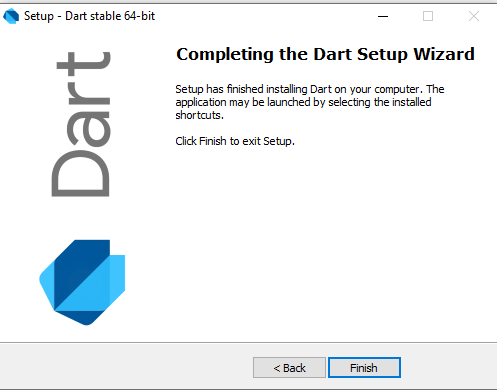 Setup - Dart stable 64-bit
Dart
Completing the Dart Setup Wizard
Setup has finished installing Dart on your computer. The
application may be launched by selecting the installed
shortcuts.
Click Finish to exit Setup.
< Back
Finish